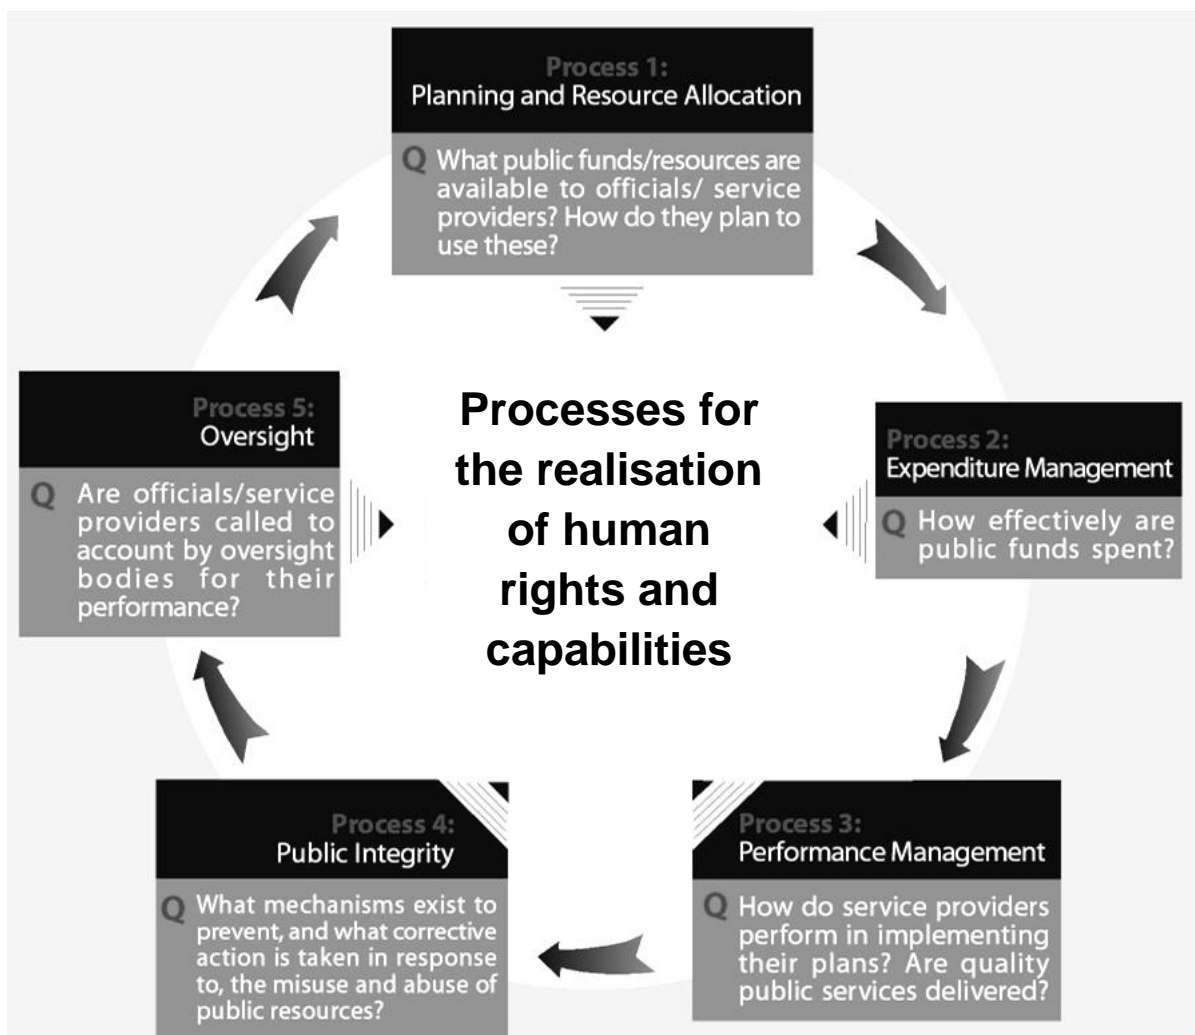 Process 1:
Planning and Resource Allocation
Q What public funds/resources are
available to officials/ service
providers? How do they plan to
use these?
Process 2:
Expenditure Management
Q How effectively are
public funds spent?
Process 3:
Performance Management
Q How do service providers
perform in implementing
their plans? Are quality
public services delivered?
Process 4:
Public Integrity
Q What mechanisms exist to
prevent, and what corrective
action is taken in response
to, the misuse and abuse of
public resources?
Process 5:
Oversight
Q Are officials/service
providers called to
account by oversight
bodies for their
performance?
Processes for
the realisation
of human
rights and
capabilities